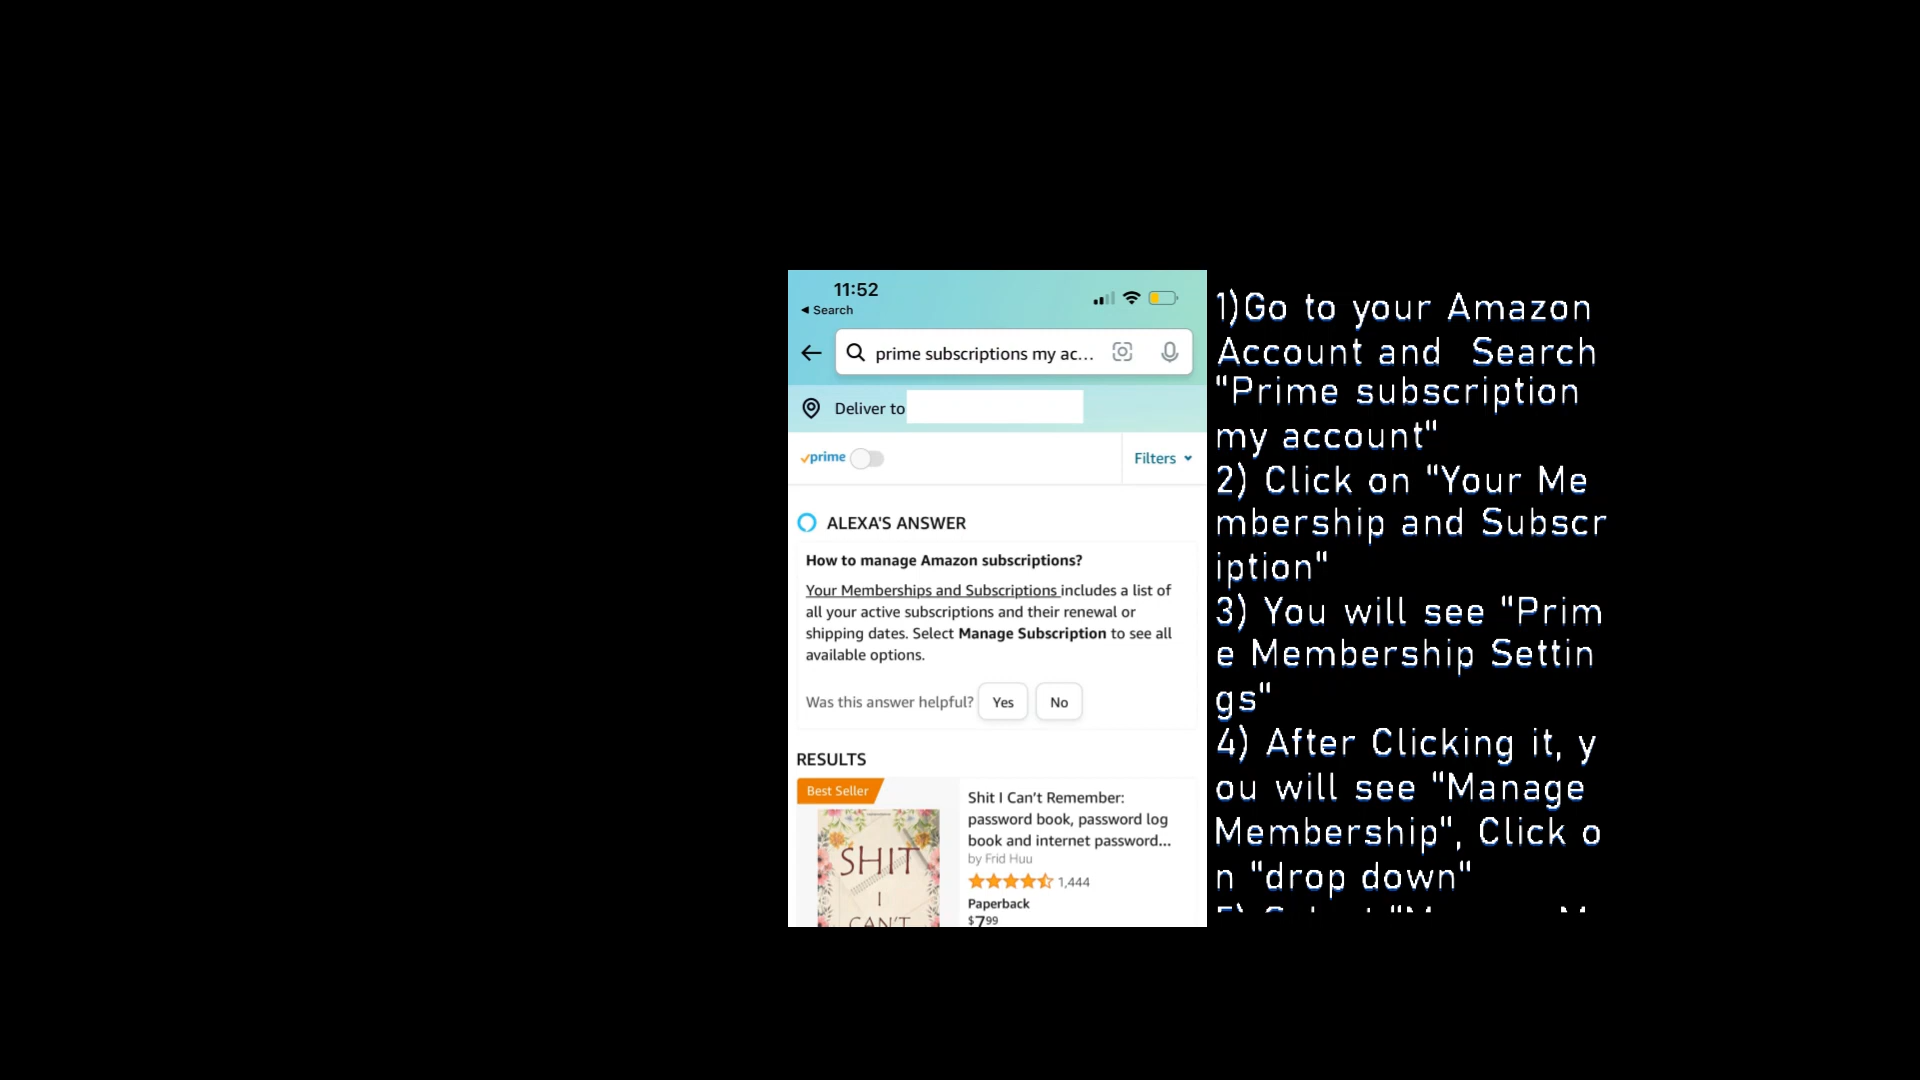 11:52
◀ Search
prime subscriptions my ac...
Deliver to
prime
Filters
ALEXA'S ANSWER
How to manage Amazon subscriptions?
Your Memberships and Subscriptions includes a list of
all your active subscriptions and their renewal or
shipping dates. Select Manage Subscription to see all
available options.
Was this answer helpful? Yes No
RESULTS
Best Seller
SHIT
I
CAN'T
Shit I Can't Remember:
password book, password log
book and internet password...
by Frid Huu
1,444
Paperback
$7.99
1)Go to your Amazon
Account and  Search
"Prime subscription
my account"
2) Click on "Your Me
mbership and Subscr
iption"
3) You will see "Prim
e Membership Settin
gs"
4) After Clicking it, y
ou will see "Manage
Membership", Click o
n "drop down"